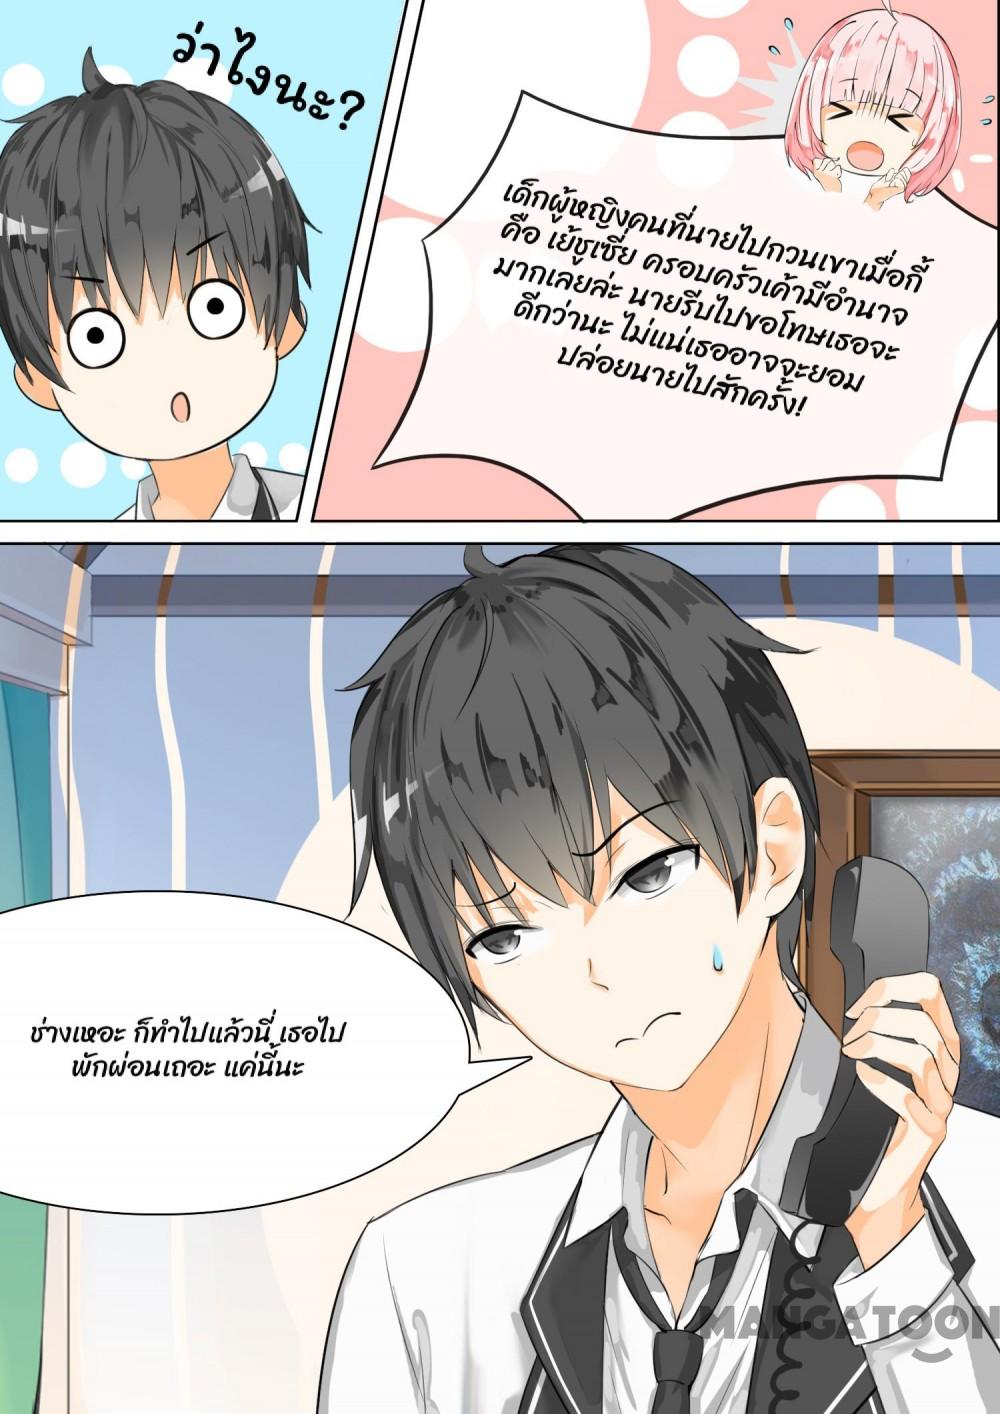 ว่าไงนะ?
เด็กผู้หญิงคนที่นายไปกวนเขาเมื่อกี้
คือ เย้ชูเซี่ย ครอบครัวเค้ามีอำนาจ
มากเลยล่ะ นายรีบไปขอโทษเธอจะ
ดีกว่านะ ไม่แน่เธออาจจะยอม
ปล่อยนายไปสักครั้ง!
ช่างเหอะ ก็ทำไปแล้วนี่ เธอไป
พักผ่อนเถอะ แค่นี้นะ
MANGATOON